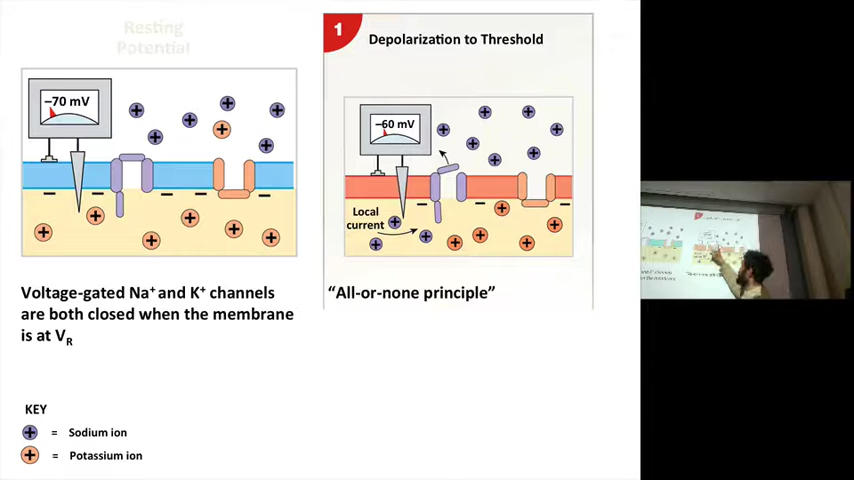 Resting
Potential
–70 mV
Voltage-gated Na⁺ and K⁺ channels
are both closed when the membrane
is at VR
1
Depolarization to Threshold
–60 mV
Local
current
“All-or-none principle”
KEY
= Sodium ion
= Potassium ion